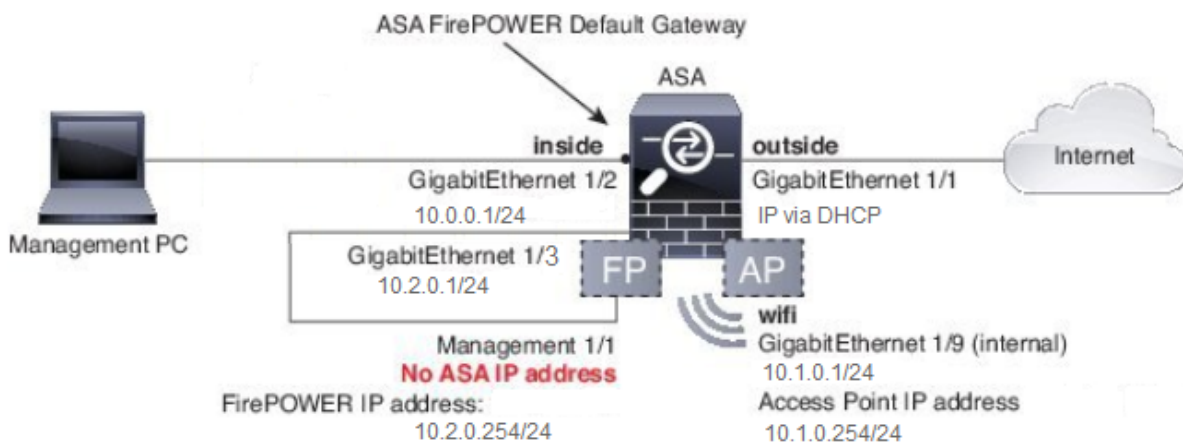 ASA FirePOWER Default Gateway
ASA
inside
outside
GigabitEthernet 1/2
GigabitEthernet 1/1
10.0.0.1/24
IP via DHCP
Internet
Management PC
GigabitEthernet 1/3
10.2.0.1/24
FP
AP
wifi
Management 1/1
GigabitEthernet 1/9 (internal)
No ASA IP address
10.1.0.1/24
FirePOWER IP address:
Access Point IP address
10.2.0.254/24
10.1.0.254/24